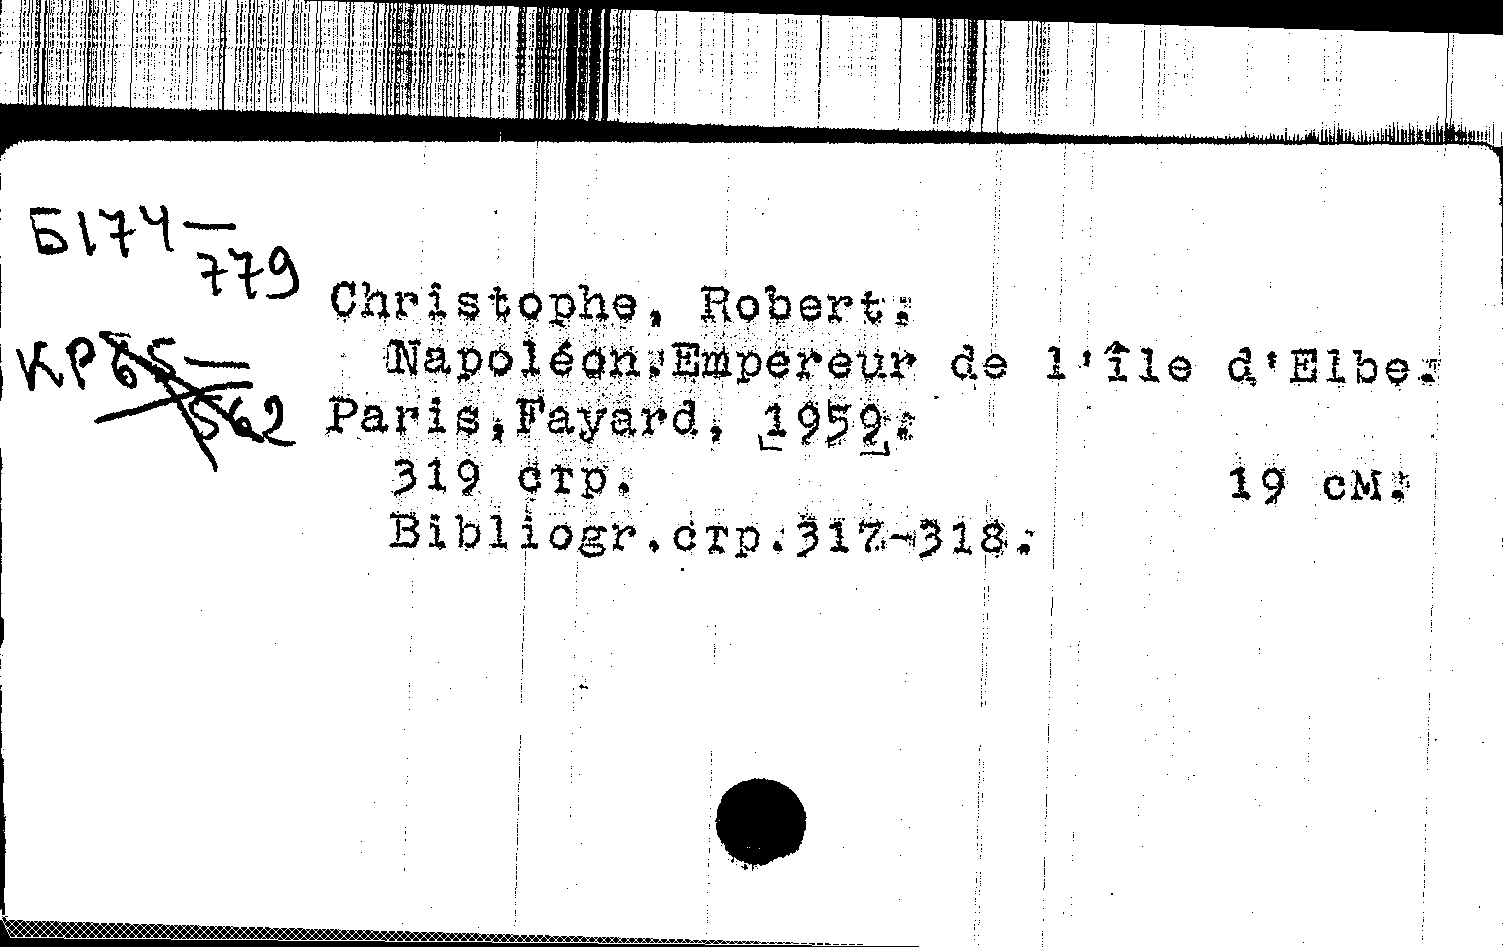 Б174—
779
Christophe, Robert.
КР65—
562
Napoléon. Empereur de l'île d'Elbe.
Paris, Fayard, [1959].
319 стр. 19 см.
Bibliogr. стр. 317-318.